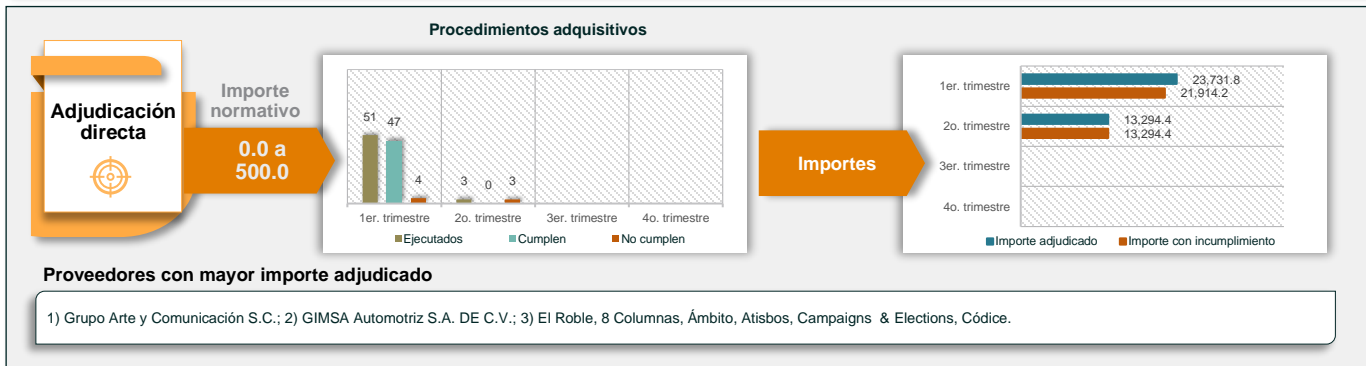 Procedimientos adquisitivos
Adjudicación
directa
Importe
normativo
0.0 a
500.0
51
47
4
3
0
3
1er. trimestre
2o. trimestre
3er. trimestre
4o. trimestre
Ejecutados
Cumplen
No cumplen
Importes
1er. trimestre
23,731.8
21,914.2
2o. trimestre
13,294.4
13,294.4
3er. trimestre
4o. trimestre
Importe adjudicado
Importe con incumplimiento
Proveedores con mayor importe adjudicado
1) Grupo Arte y Comunicación S.C.; 2) GIMSA Automotriz S.A. DE C.V.; 3) El Roble, 8 Columnas, Ámbito, Atisbos, Campaigns & Elections, Códice.